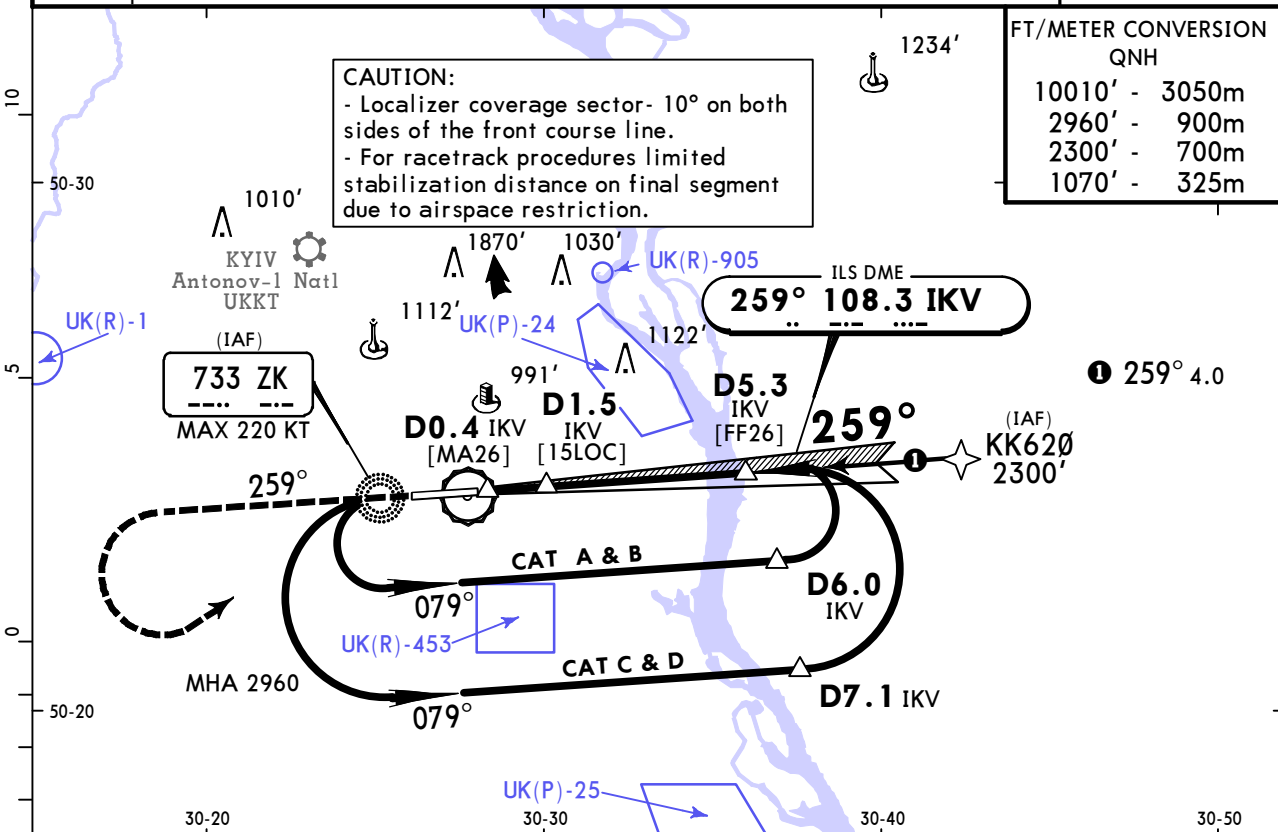 FT/METER CONVERSION
QNH
10010' - 3050m
2960' - 900m
2300' - 700m
1070' - 325m
1234'
CAUTION:
- Localizer coverage sector- 10° on both
sides of the front course line.
- For racetrack procedures limited
stabilization distance on final segment
due to airspace restriction.
10
50-30
1010'
KYIV
Antonov-1 Natl
UKKT
1870'
1030'
UK(R)-905
ILS DME
259° 108.3 IKV
UK(R)-1
1112'
UK(P)-24
1122'
(IAF)
733 ZK
MAX 220 KT
5
991'
D5.3
IKV
[FF26]
1 259° 4.0
D1.5
IKV
[15LOC]
D0.4 IKV
[MA26]
259°
1
(IAF)
KK620
2300'
259°
CAT A & B
079°
D6.0
IKV
0
UK(R)-453
CAT C & D
MHA 2960
D7.1 IKV
50-20
079°
UK(P)-25
30-20
30-30
30-40
30-50